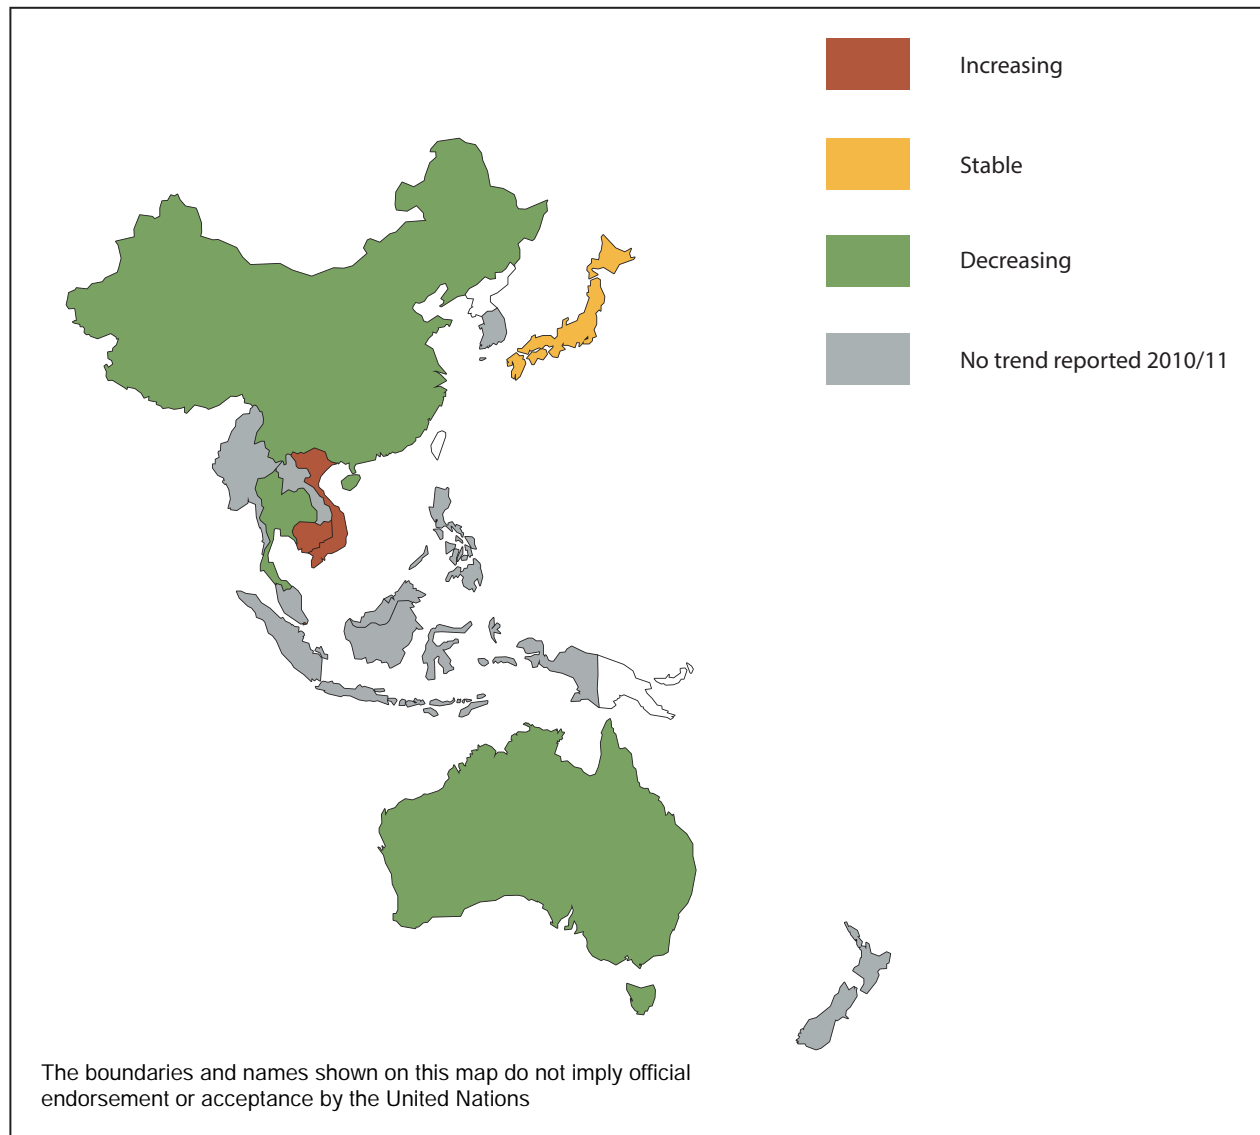 Increasing
Stable
Decreasing
No trend reported 2010/11
The boundaries and names shown on this map do not imply official
endorsement or acceptance by the United Nations